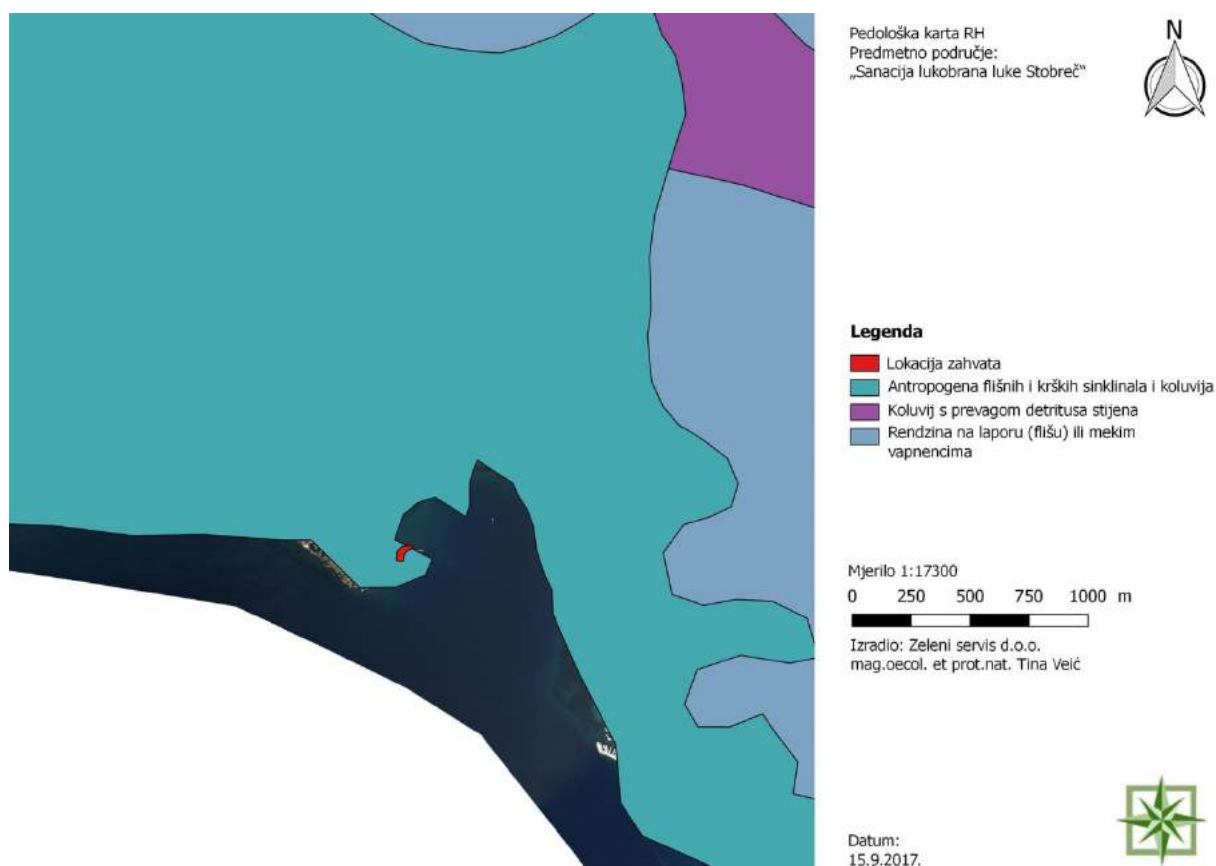 Pedološka karta RH
Predmetno područje:
„Sanacija lukobrana luke Stobreč“
N
Legenda
Lokacija zahvata
Antropogena flišnih i krških sinklinala i koluvija
Koluvij s prevagom detritusa stijena
Rendzina na laporu (flišu) ili mekim
vapnencima
Mjerilo 1:17300
0 250 500 750 1000 m
Izradio: Zeleni servis d.o.o.
mag.oecol. et prot.nat. Tina Veić
Datum:
15.9.2017.